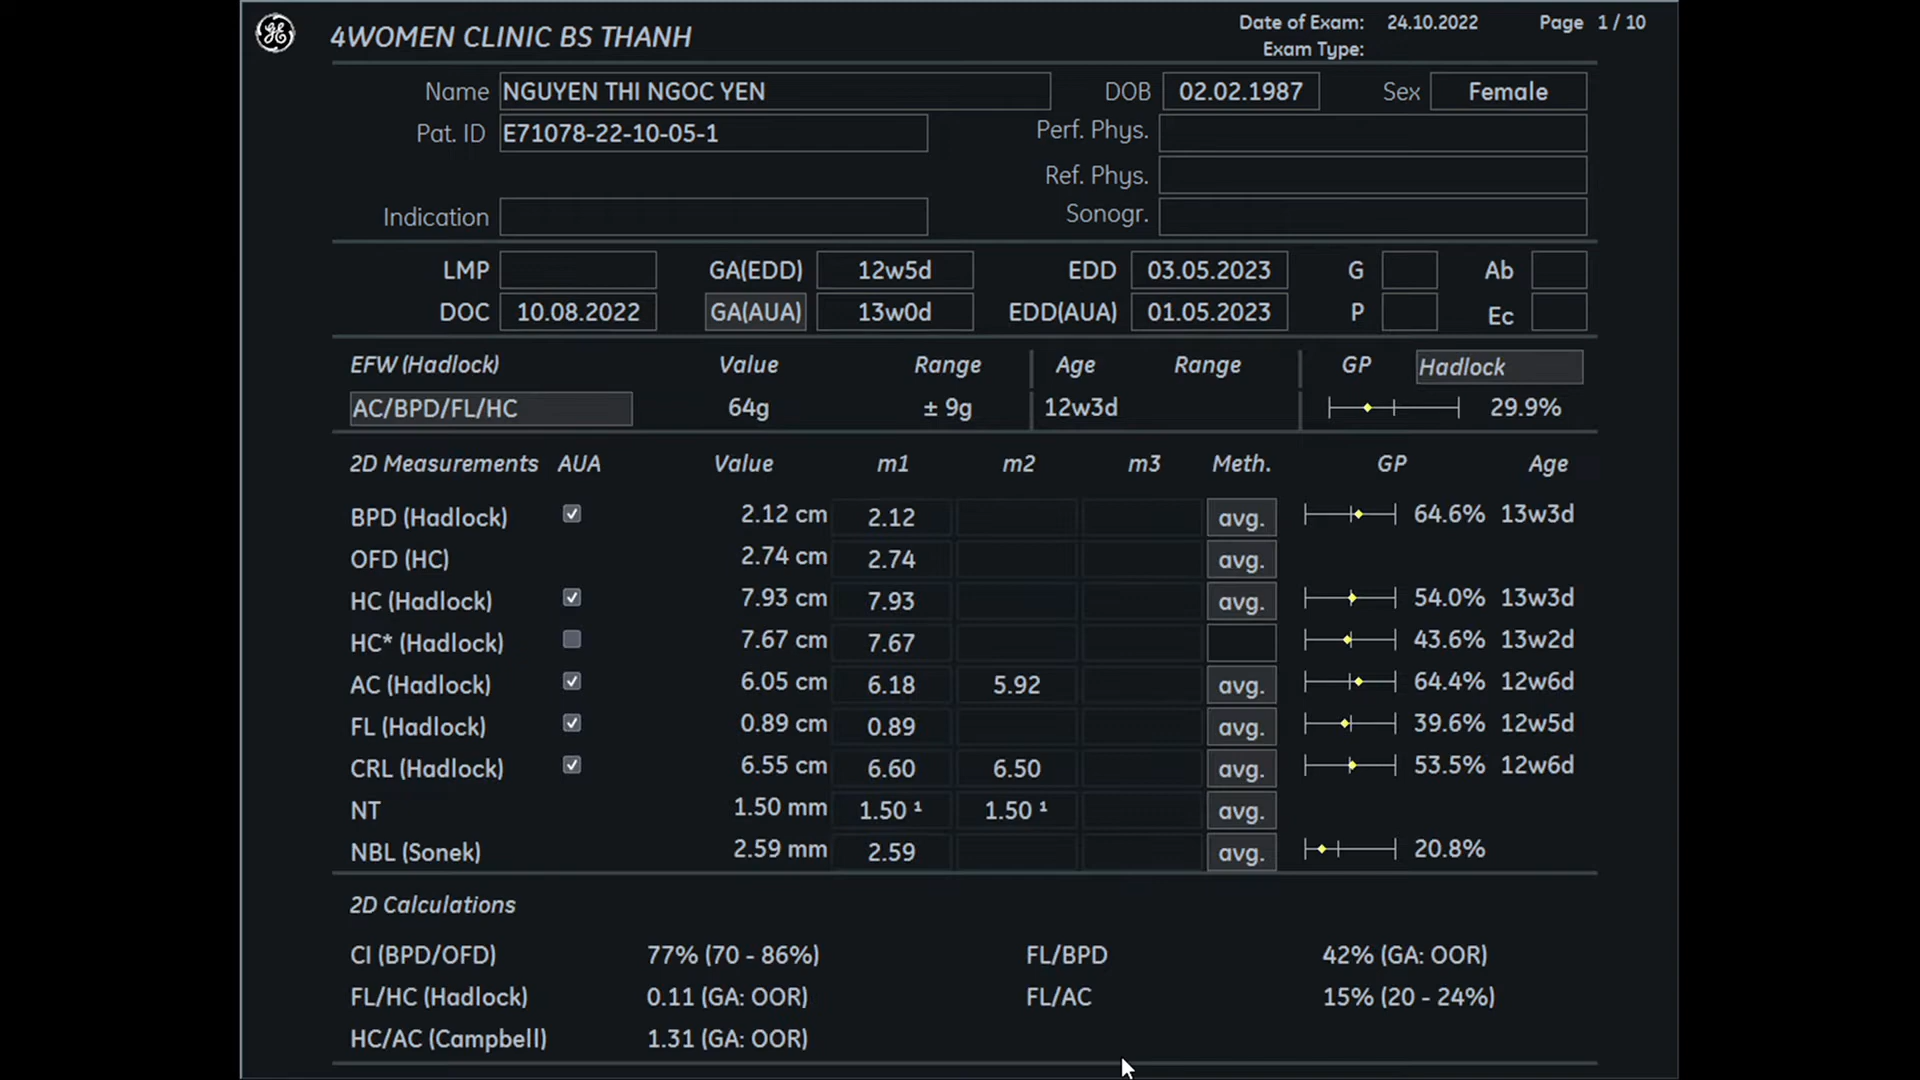 4WOMEN CLINIC BS THANH Date of Exam: 24.10.2022 Page 1 / 10
Exam Type:
Name NGUYEN THI NGOC YEN DOB 02.02.1987 Sex Female
Pat. ID E71078-22-10-05-1 Perf. Phys.
Ref. Phys.
Indication Sonogr.
LMP GA(EDD) 12w5d EDD 03.05.2023 G Ab
DOC 10.08.2022 GA(AUA) 13w0d EDD(AUA) 01.05.2023 P Ec
EFW (Hadlock) Value Range Age Range GP Hadlock
AC/BPD/FL/HC 64g ± 9g 12w3d 29.9%
2D Measurements AUA Value m1 m2 m3 Meth. GP Age
BPD (Hadlock) 2.12 cm 2.12 avg. 64.6% 13w3d
OFD (HC) 2.74 cm 2.74 avg.
HC (Hadlock) 7.93 cm 7.93 avg. 54.0% 13w3d
HC* (Hadlock) 7.67 cm 7.67 43.6% 13w2d
AC (Hadlock) 6.05 cm 6.18 5.92 avg. 64.4% 12w6d
FL (Hadlock) 0.89 cm 0.89 avg. 39.6% 12w5d
CRL (Hadlock) 6.55 cm 6.60 6.50 avg. 53.5% 12w6d
NT 1.50 mm 1.50 ¹ 1.50 ¹ avg.
NBL (Sonek) 2.59 mm 2.59 avg. 20.8%
2D Calculations
CI (BPD/OFD) 77% (70 - 86%) FL/BPD 42% (GA: OOR)
FL/HC (Hadlock) 0.11 (GA: OOR) FL/AC 15% (20 - 24%)
HC/AC (Campbell) 1.31 (GA: OOR)